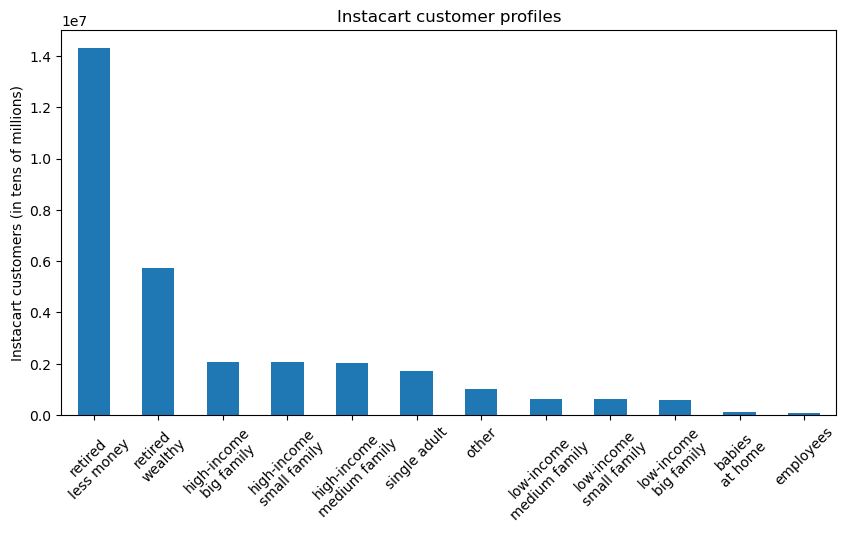 Instacart customer profiles
1e7
Instacart customers (in tens of millions)
1.4
1.2
1.0
0.8
0.6
0.4
0.2
0.0
retired
less money
retired
wealthy
high-income
big family
high-income
small family
high-income
medium family
single adult
other
low-income
medium family
low-income
small family
low-income
big family
babies
at home
employees